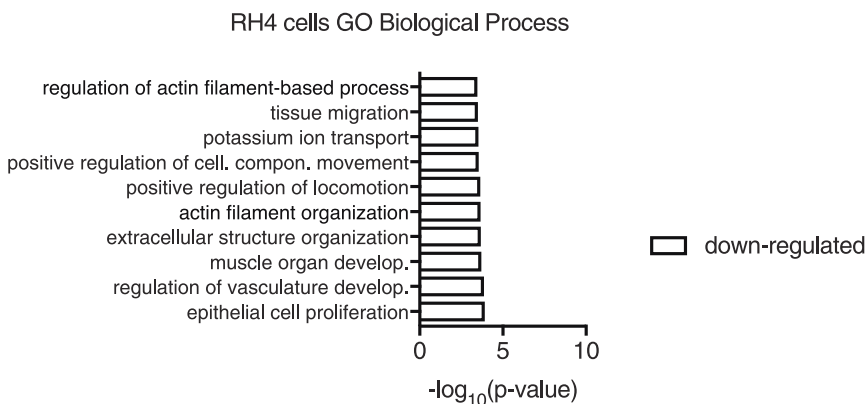 RH4 cells GO Biological Process
regulation of actin filament-based process
tissue migration
potassium ion transport
positive regulation of cell. compon. movement
positive regulation of locomotion
actin filament organization
extracellular structure organization
muscle organ develop.
regulation of vasculature develop.
epithelial cell proliferation
down-regulated
0 5 10
-log10(p-value)